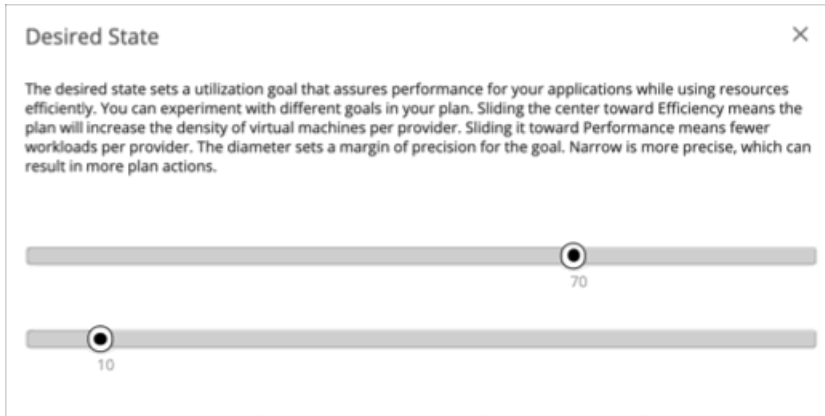 Desired State
The desired state sets a utilization goal that assures performance for your applications while using resources
efficiently. You can experiment with different goals in your plan. Sliding the center toward Efficiency means the
plan will increase the density of virtual machines per provider. Sliding it toward Performance means fewer
workloads per provider. The diameter sets a margin of precision for the goal. Narrow is more precise, which can
result in more plan actions.
70
10